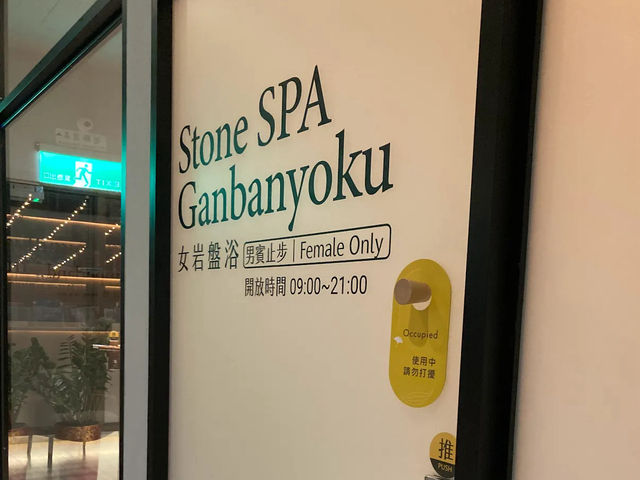 Stone SPA
Ganbanyoku
女岩盤浴 男賓止步 | Female Only
開放時間 09:00~21:00
Occupied
使用中
請勿打擾
推
PUSH